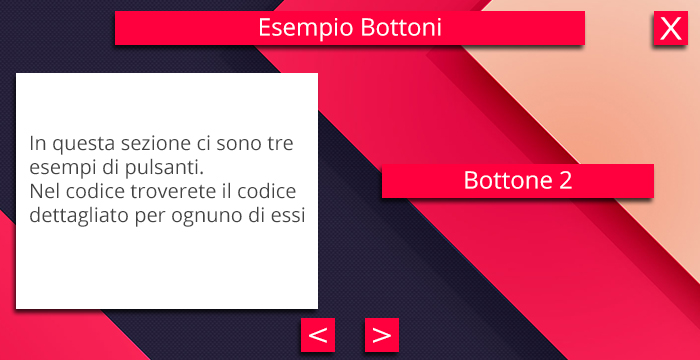 Esempio Bottoni
X
In questa sezione ci sono tre
esempi di pulsanti.
Nel codice troverete il codice
dettagliato per ognuno di essi
Bottone 2
< >